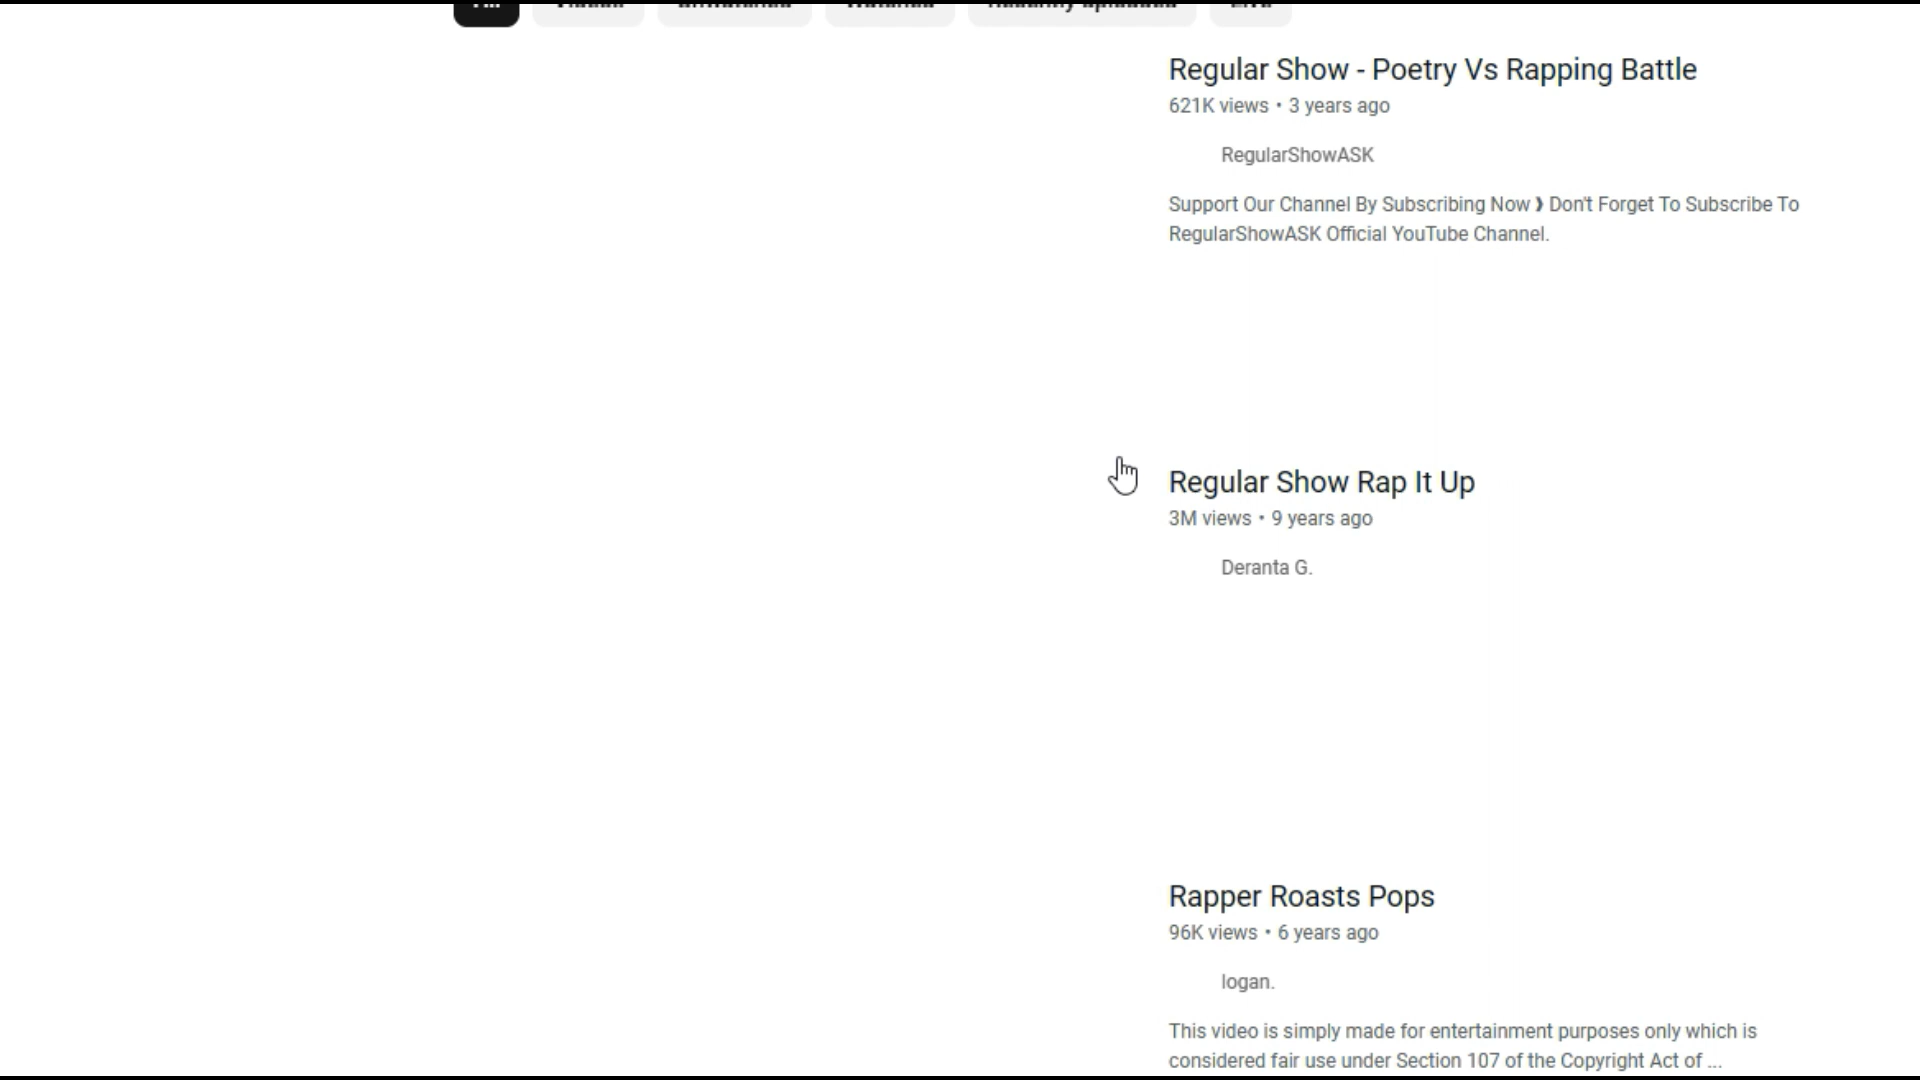 Regular Show - Poetry Vs Rapping Battle
621K views • 3 years ago
RegularShowASK
Support Our Channel By Subscribing Now ❫ Don't Forget To Subscribe To
RegularShowASK Official YouTube Channel.
Regular Show Rap It Up
3M views • 9 years ago
Deranta G.
Rapper Roasts Pops
96K views • 6 years ago
logan.
This video is simply made for entertainment purposes only which is
considered fair use under Section 107 of the Copyright Act of ...